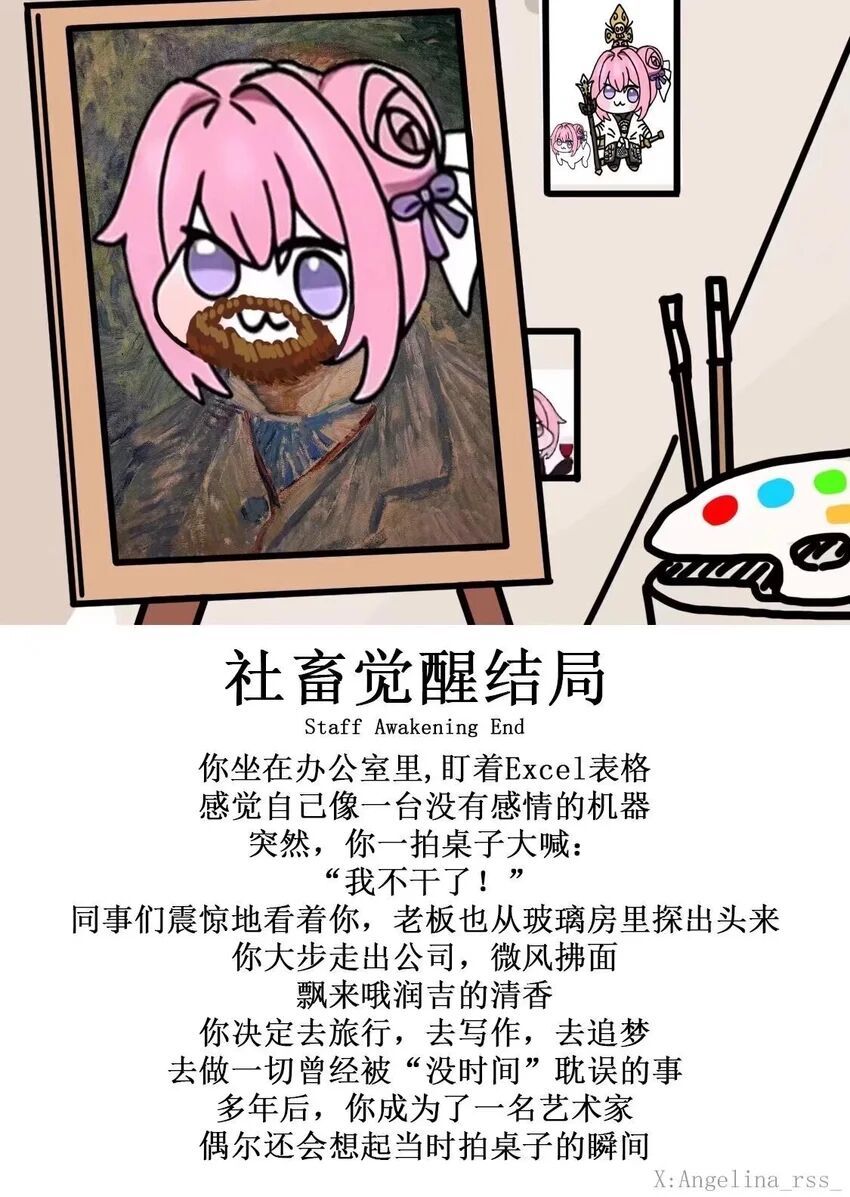 社畜觉醒结局
Staff Awakening End
你坐在办公室里,盯着Excel表格
感觉自己像一台没有感情的机器
突然，你一拍桌子大喊：
“我不干了！”
同事们震惊地看着你，老板也从玻璃房里探出头来
你大步走出公司，微风拂面
飘来哦润吉的清香
你决定去旅行，去写作，去追梦
去做一切曾经被“没时间”耽误的事
多年后，你成为了一名艺术家
偶尔还会想起当时拍桌子的瞬间
X:Angelina_rss_